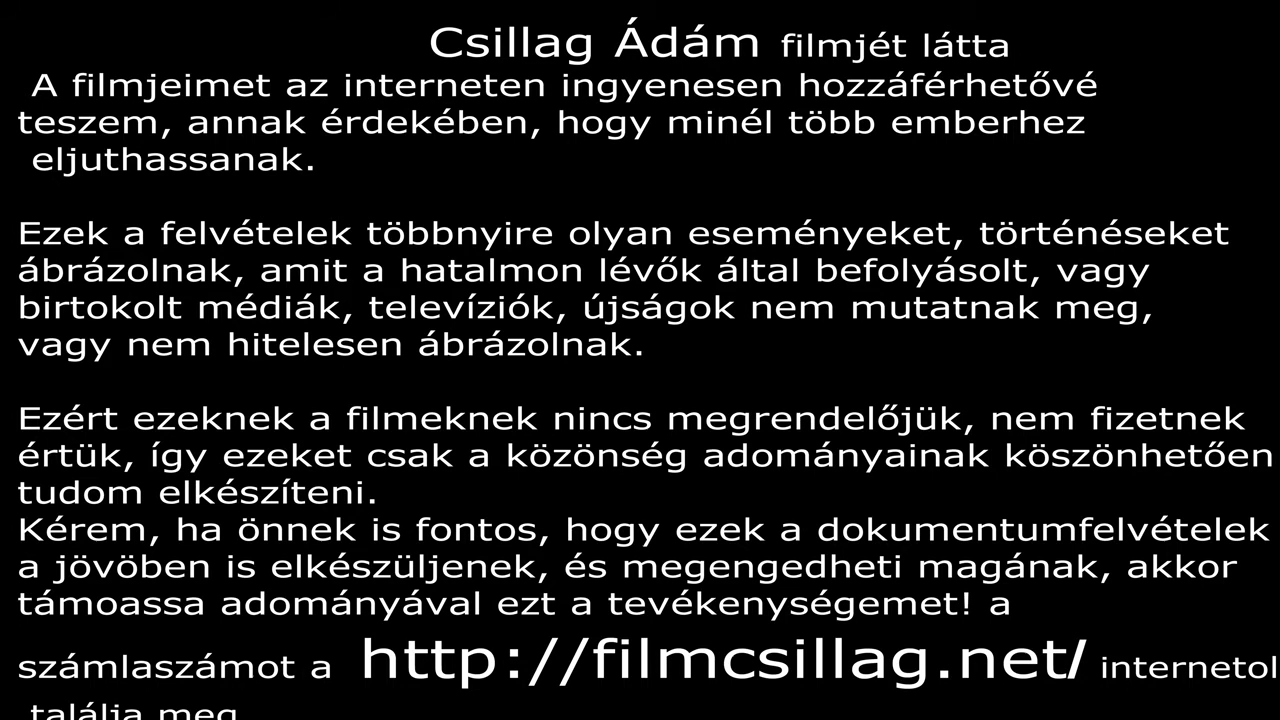 Csillag Ádám filmjét látta
A filmjeimet az interneten ingyenesen hozzáférhetővé
teszem, annak érdekében, hogy minél több emberhez
eljuthassanak.
Ezek a felvételek többnyire olyan eseményeket, történéseket
ábrázolnak, amit a hatalmon lévők által befolyásolt, vagy
birtokolt médiák, televíziók, újságok nem mutatnak meg,
vagy nem hitelesen ábrázolnak.
Ezért ezeknek a filmeknek nincs megrendelőjük, nem fizetnek
értük, így ezeket csak a közönség adományainak köszönhetően
tudom elkészíteni.
Kérem, ha önnek is fontos, hogy ezek a dokumentumfelvételek
a jövöben is elkészüljenek, és megengedheti magának, akkor
támoassa adományával ezt a tevékenységemet! a
számlaszámot a http://filmcsillag.net/ internetol
találja meg